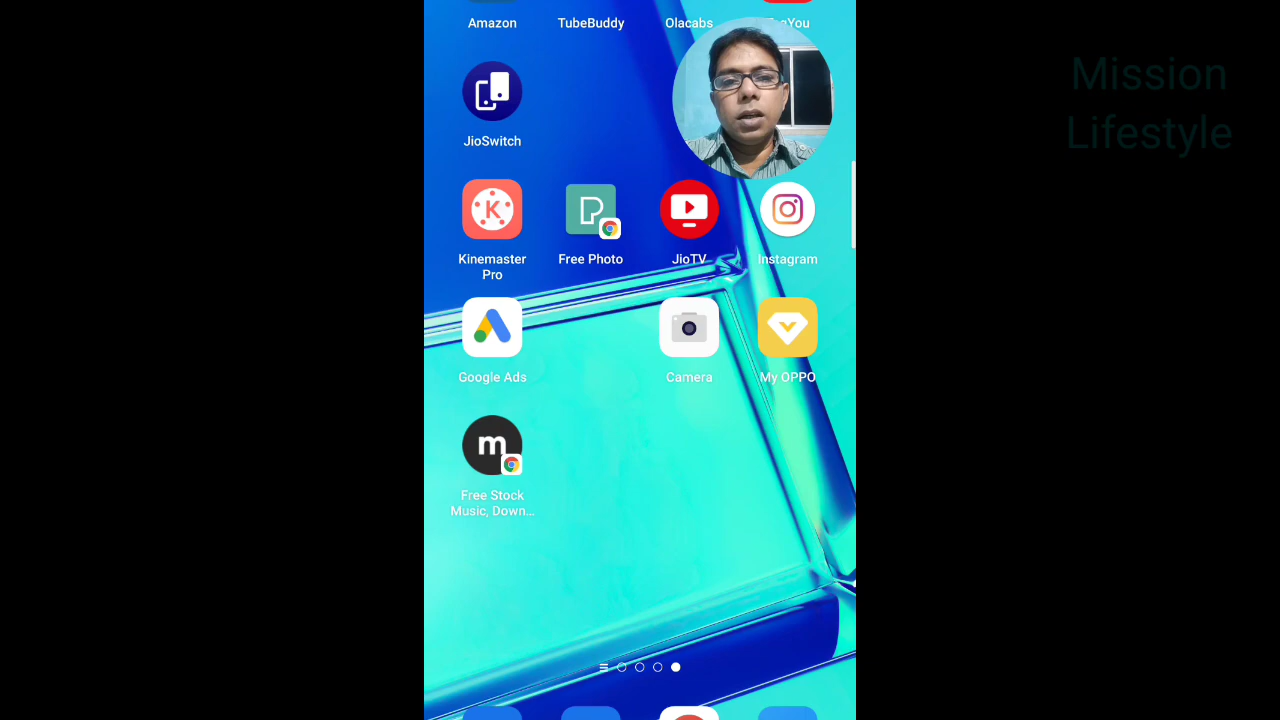 Amazon
TubeBuddy
Olacabs
JioSwitch
Kinemaster
Pro
Free Photo
JioTV
Instagram
Google Ads
Camera
My OPPO
m
Free Stock
Music, Down...
Mission
Lifestyle